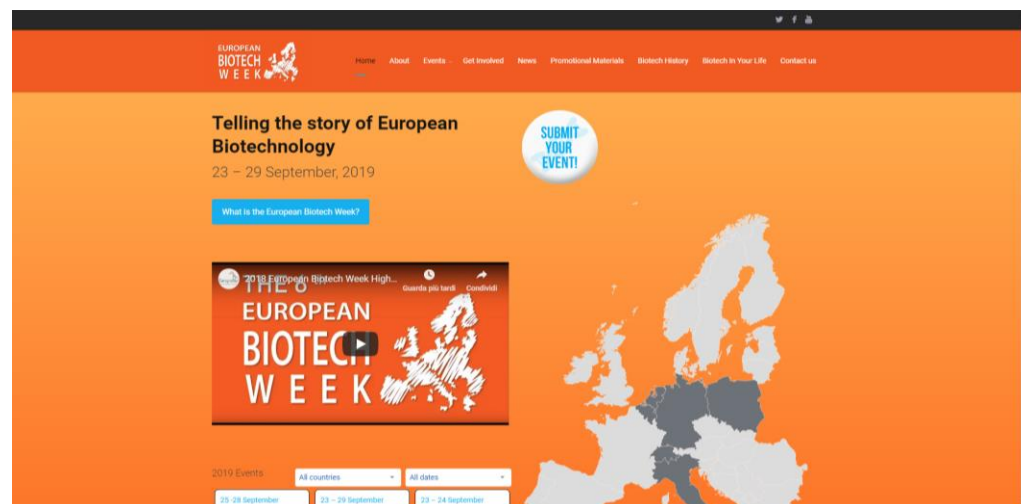 EUROPEAN
BIOTECH
WEEK
Home About Events Get Involved News Promotional Materials Biotech History Biotech In Your Life Contact us
Telling the story of European
Biotechnology
23 – 29 September, 2019
What is the European Biotech Week?
SUBMIT
YOUR
EVENT!
2018 European Biotech Week High...
Guarda più tardi Condividi
THE 6
EUROPEAN
BIOTECH
WEEK
2019 Events
All countries
All dates
25 -28 September
23 – 29 September
23 – 24 September